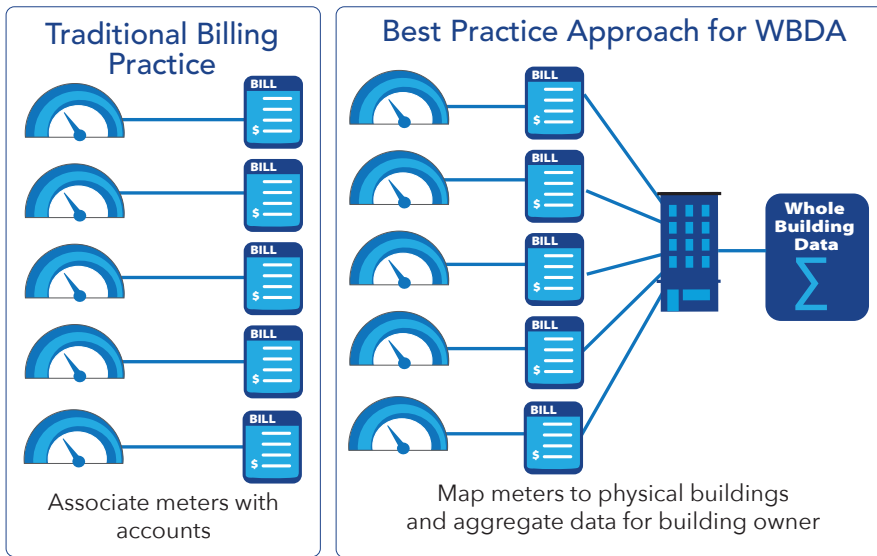 Traditional Billing
Practice
BILL
$
BILL
$
BILL
$
BILL
$
BILL
$
Associate meters with
accounts
Best Practice Approach for WBDA
BILL
$
BILL
$
BILL
$
BILL
$
BILL
$
Whole
Building
Data
Σ
Map meters to physical buildings
and aggregate data for building owner